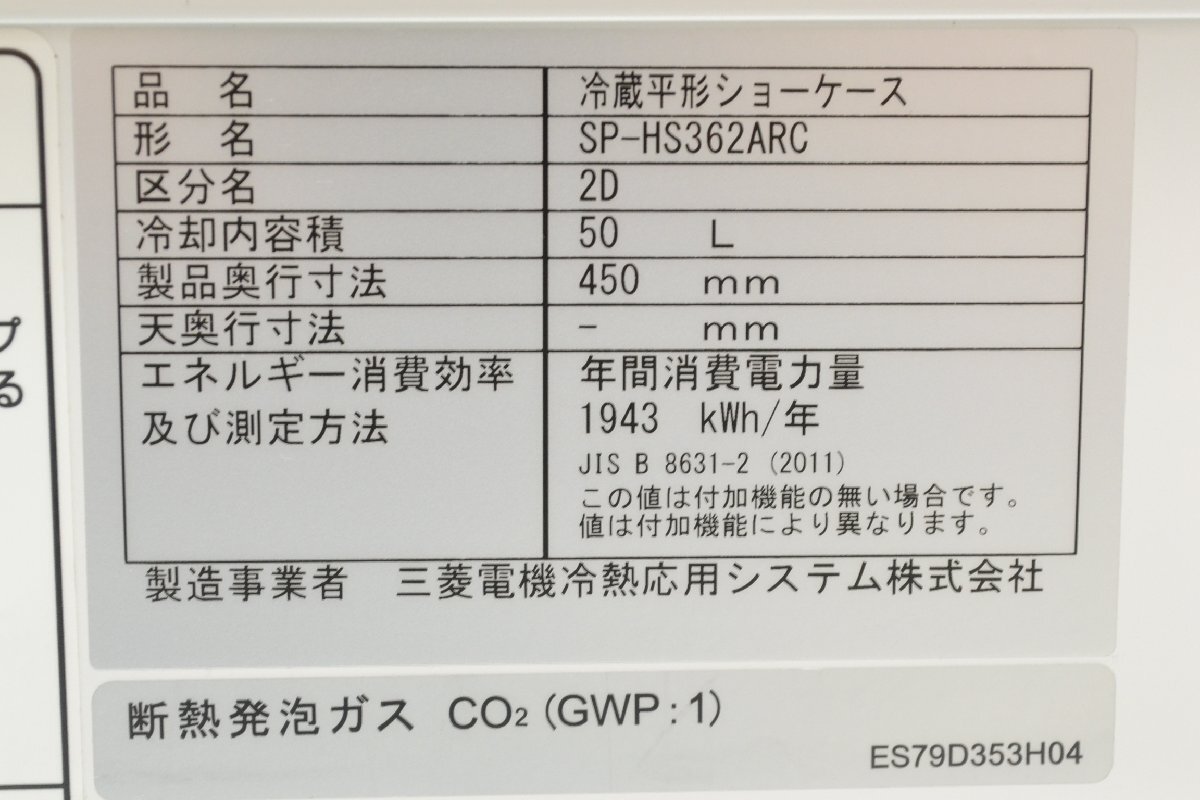 品 名 冷蔵平形ショーケース
形 名 SP-HS362ARC
区分名 2D
冷却内容積 50 L
製品奥行寸法 450 mm
天奥行寸法 - mm
エネルギー消費効率 年間消費電力量
及び測定方法 1943 kWh/年
JIS B 8631-2 (2011)
この値は付加機能の無い場合です。
値は付加機能により異なります。
製造事業者 三菱電機冷熱応用システム株式会社
断熱発泡ガス CO₂ (GWP:1)
ES79D353H04
プ
る